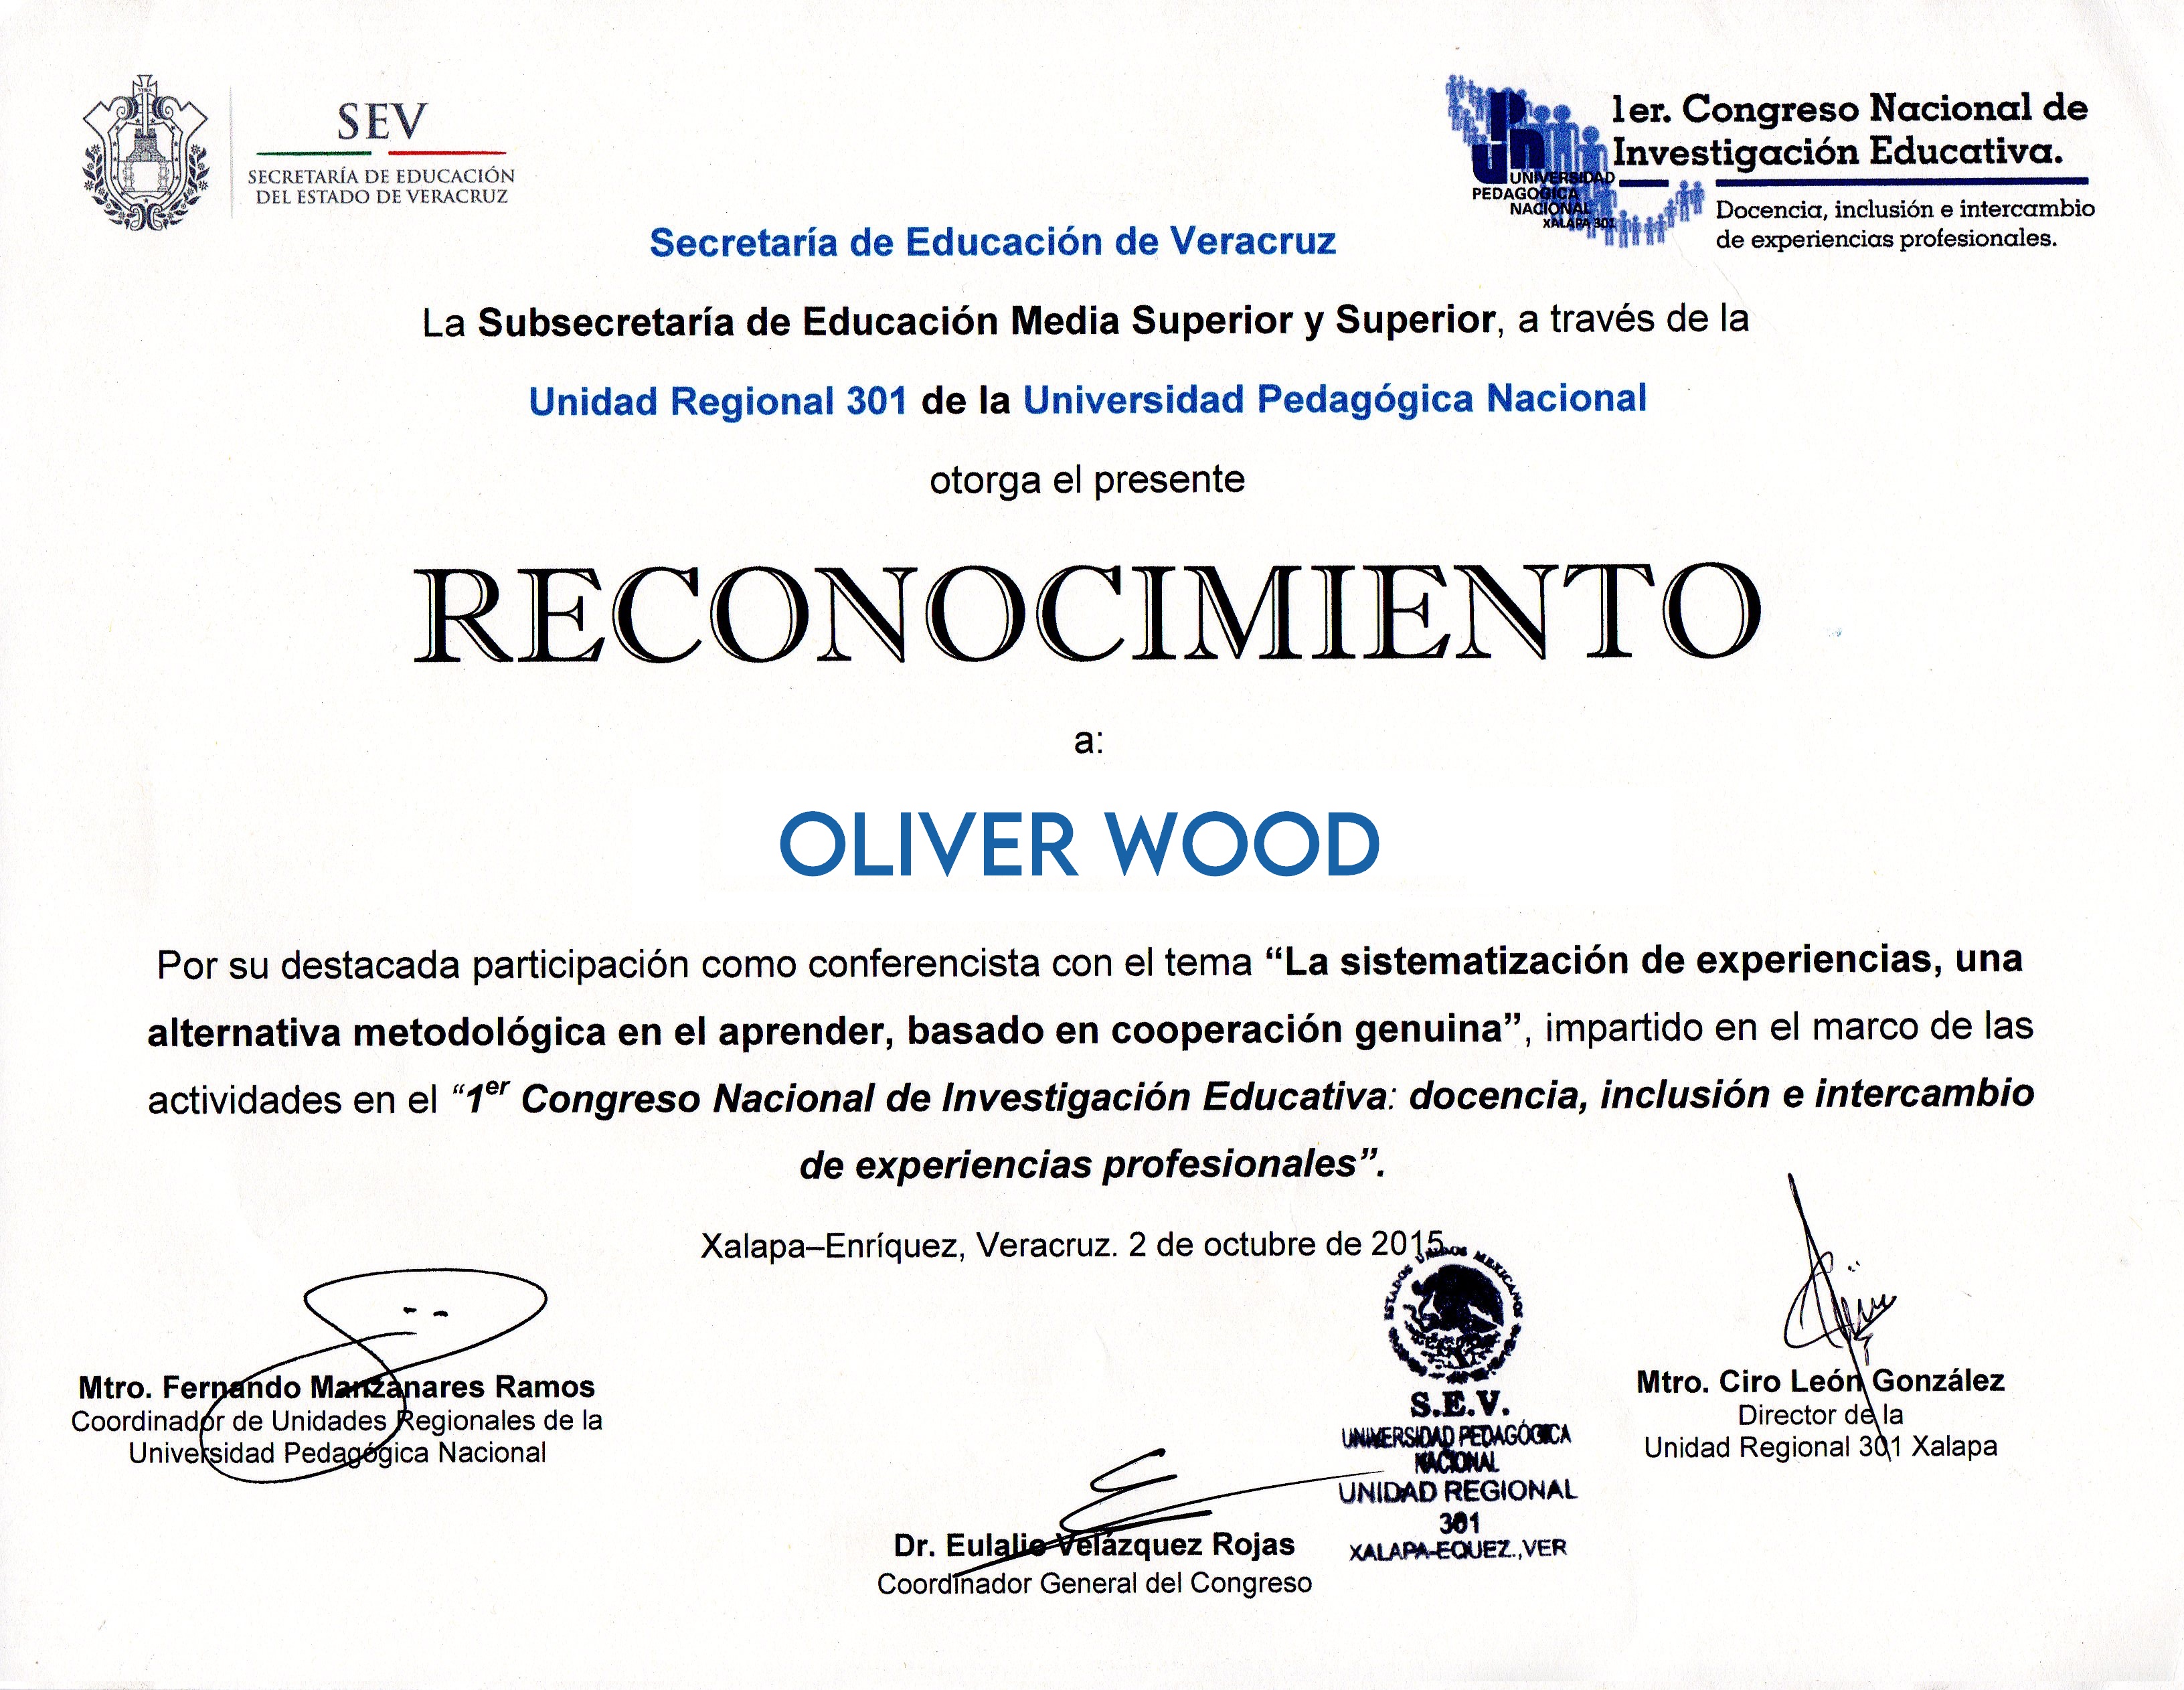 SEV
SECRETARÍA DE EDUCACIÓN
DEL ESTADO DE VERACRUZ
UPN
UNIVERSIDAD
PEDAGOGICA
NACIONAL
XALAPA 301
1er. Congreso Nacional de
Investigación Educativa.
Docencia, inclusión e intercambio
de experiencias profesionales.
Secretaría de Educación de Veracruz
La Subsecretaría de Educación Media Superior y Superior, a través de la
Unidad Regional 301 de la Universidad Pedagógica Nacional
otorga el presente
RECONOCIMIENTO
a:
OLIVER WOOD
Por su destacada participación como conferencista con el tema “La sistematización de experiencias, una
alternativa metodológica en el aprender, basado en cooperación genuina”, impartido en el marco de las
actividades en el “1er Congreso Nacional de Investigación Educativa: docencia, inclusión e intercambio
de experiencias profesionales”.
Xalapa–Enríquez, Veracruz. 2 de octubre de 2015
Mtro. Fernando Manzanares Ramos
Coordinador de Unidades Regionales de la
Universidad Pedagógica Nacional
Dr. Eulalio Velázquez Rojas
Coordinador General del Congreso
ESTADOS UNIDOS MEXICANOS
S.E.V.
UNIVERSIDAD PEDAGÓGICA
NACIONAL
UNIDAD REGIONAL
301
XALAPA-EQUEZ.,VER
Mtro. Ciro León González
Director de la
Unidad Regional 301 Xalapa